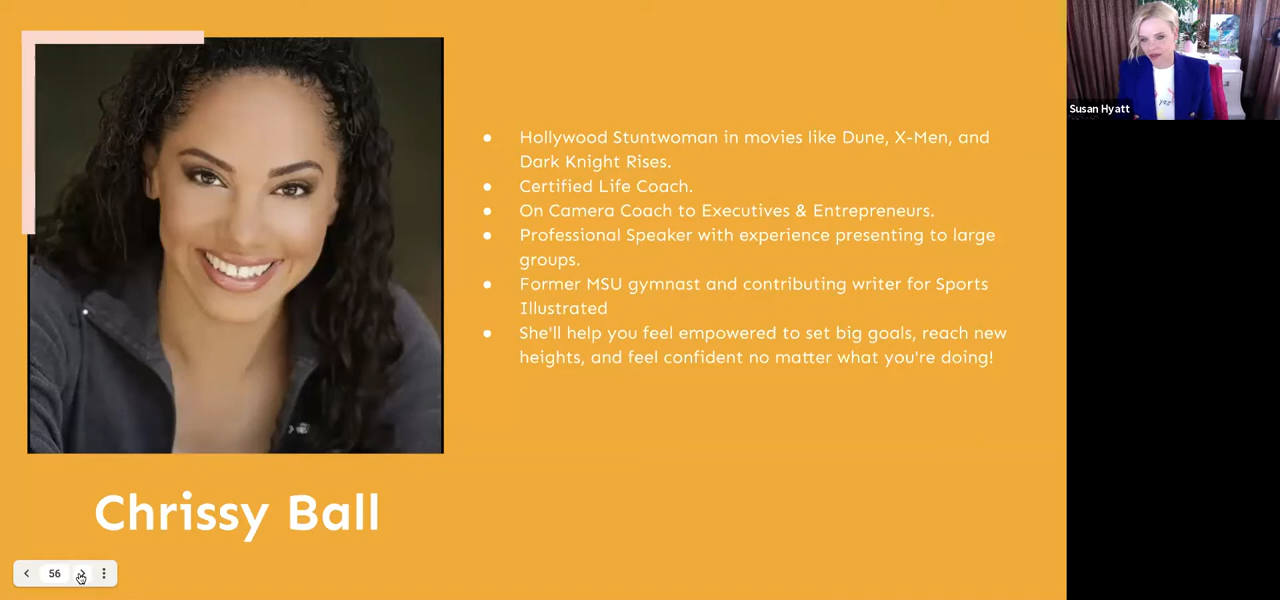 Hollywood Stuntwoman in movies like Dune, X-Men, and
Dark Knight Rises.
Certified Life Coach.
On Camera Coach to Executives & Entrepreneurs.
Professional Speaker with experience presenting to large
groups.
Former MSU gymnast and contributing writer for Sports
Illustrated
She'll help you feel empowered to set big goals, reach new
heights, and feel confident no matter what you're doing!
Chrissy Ball
56
Susan Hyatt
yes